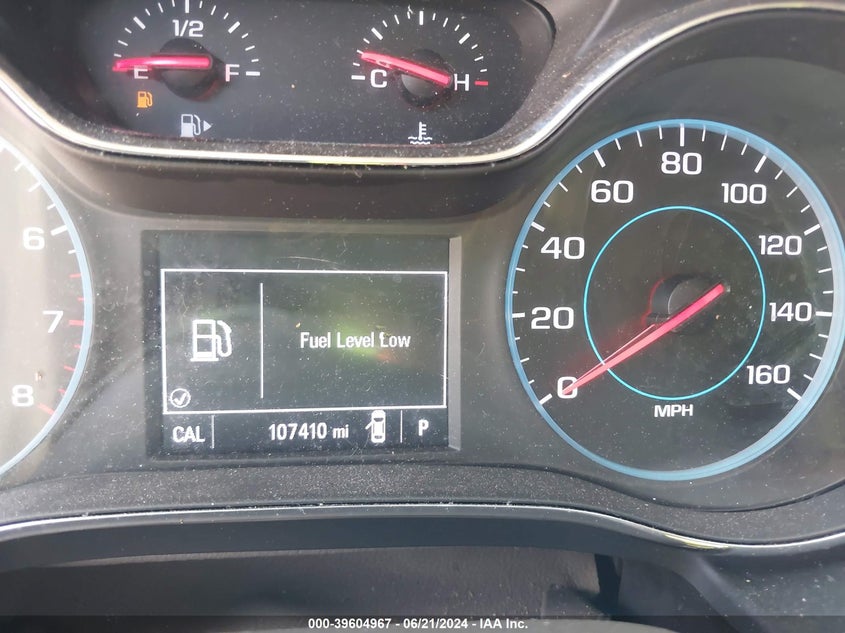 1/2
E F
C H
6
7
8
Fuel Level Low
CAL 107410 mi P
0 20 40 60 80 100 120 140 160
MPH
000-39604967 - 06/21/2024 - IAA Inc.